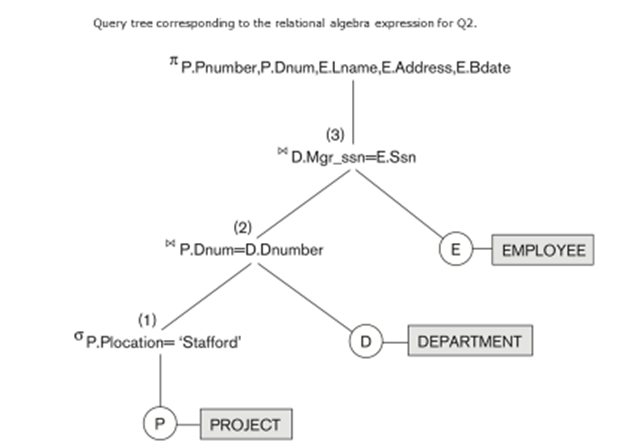 Query tree corresponding to the relational algebra expression for Q2.
π P.Pnumber,P.Dnum,E.Lname,E.Address,E.Bdate
(3)
⋈ D.Mgr_ssn=E.Ssn
(2)
⋈ P.Dnum=D.Dnumber
E EMPLOYEE
(1)
σ P.Plocation= ‘Stafford’
D DEPARTMENT
P PROJECT